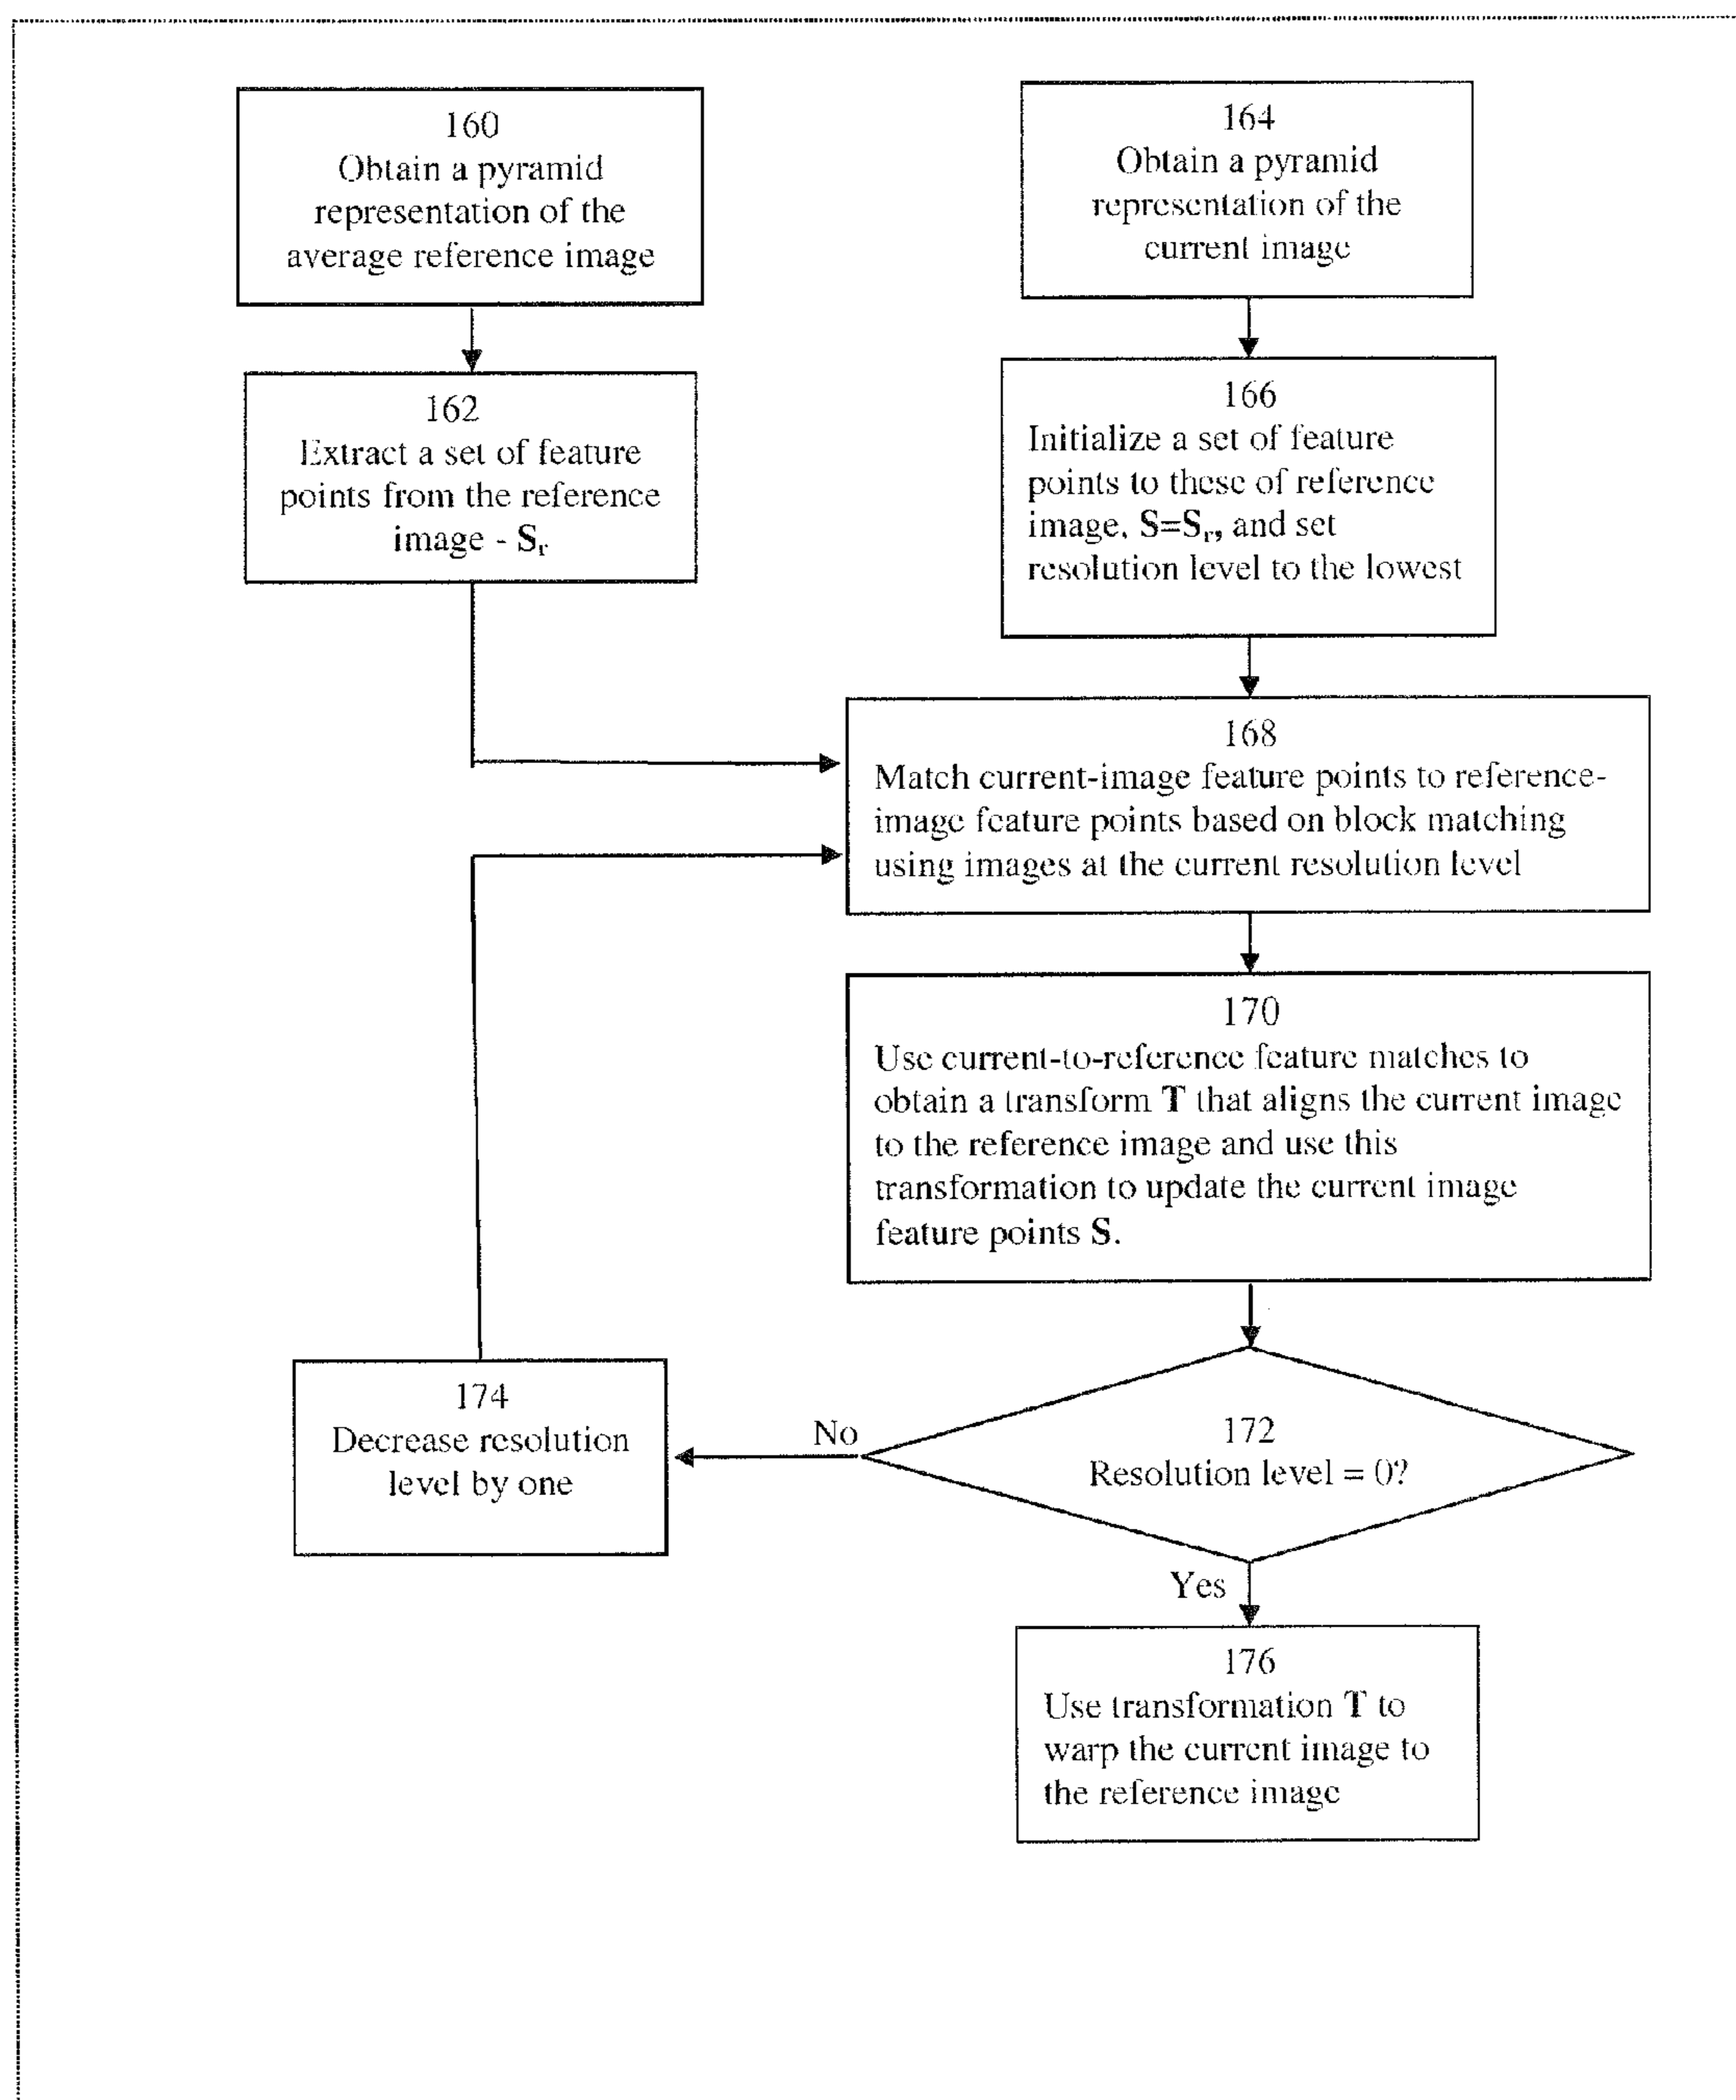 160
Obtain a pyramid
representation of the
average reference image
164
Obtain a pyramid
representation of the
current image
162
Extract a set of feature
points from the reference
image - Sr
166
Initialize a set of feature
points to these of reference
image, S=Sr, and set
resolution level to the lowest
168
Match current-image feature points to reference-
image feature points based on block matching
using images at the current resolution level
170
Use current-to-reference feature matches to
obtain a transform T that aligns the current image
to the reference image and use this
transformation to update the current image
feature points S.
174
Decrease resolution
level by one
No
172
Resolution level = 0?
Yes
176
Use transformation T to
warp the current image to
the reference image